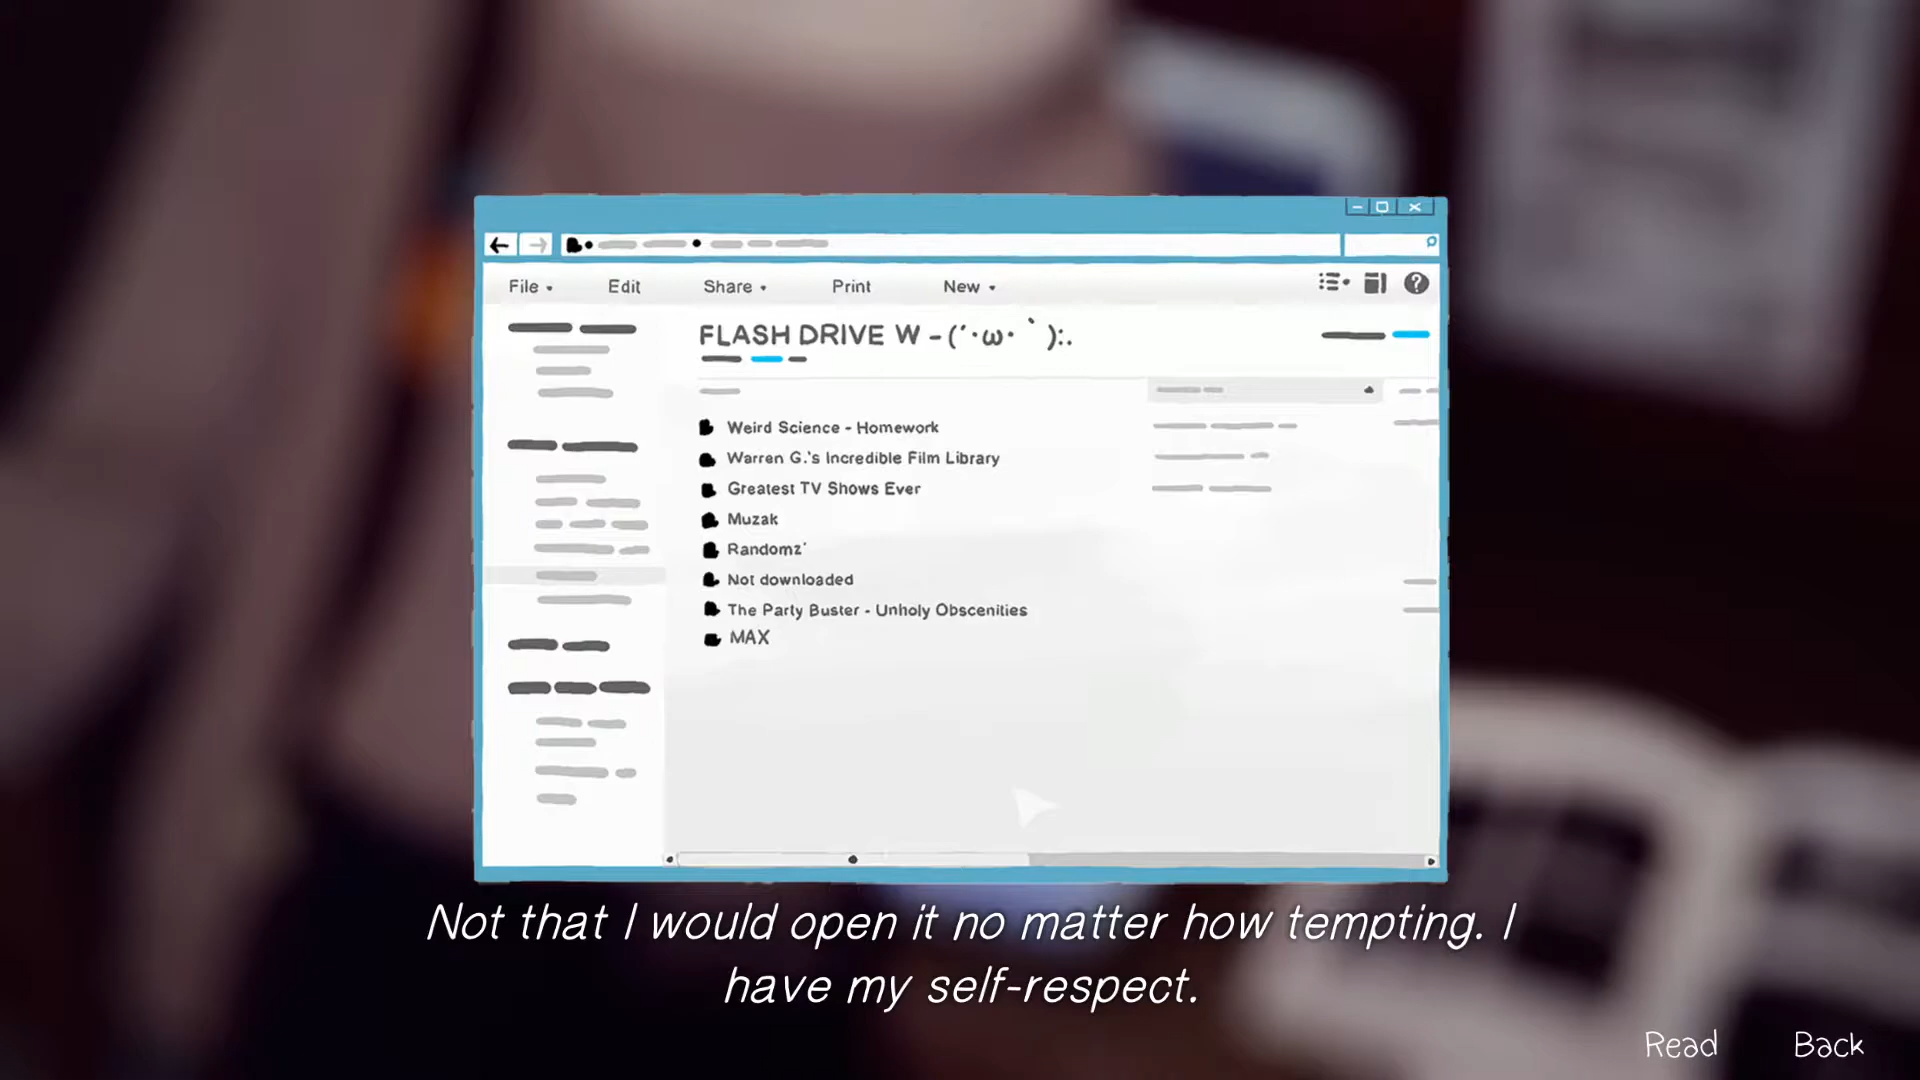 File Edit Share Print New
FLASH DRIVE W -(´･ω･｀):.
Weird Science - Homework
Warren G.'s Incredible Film Library
Greatest TV Shows Ever
Muzak
Randomz'
Not downloaded
The Party Buster - Unholy Obscenities
MAX
Not that I would open it no matter how tempting. I
have my self-respect.
Read Back